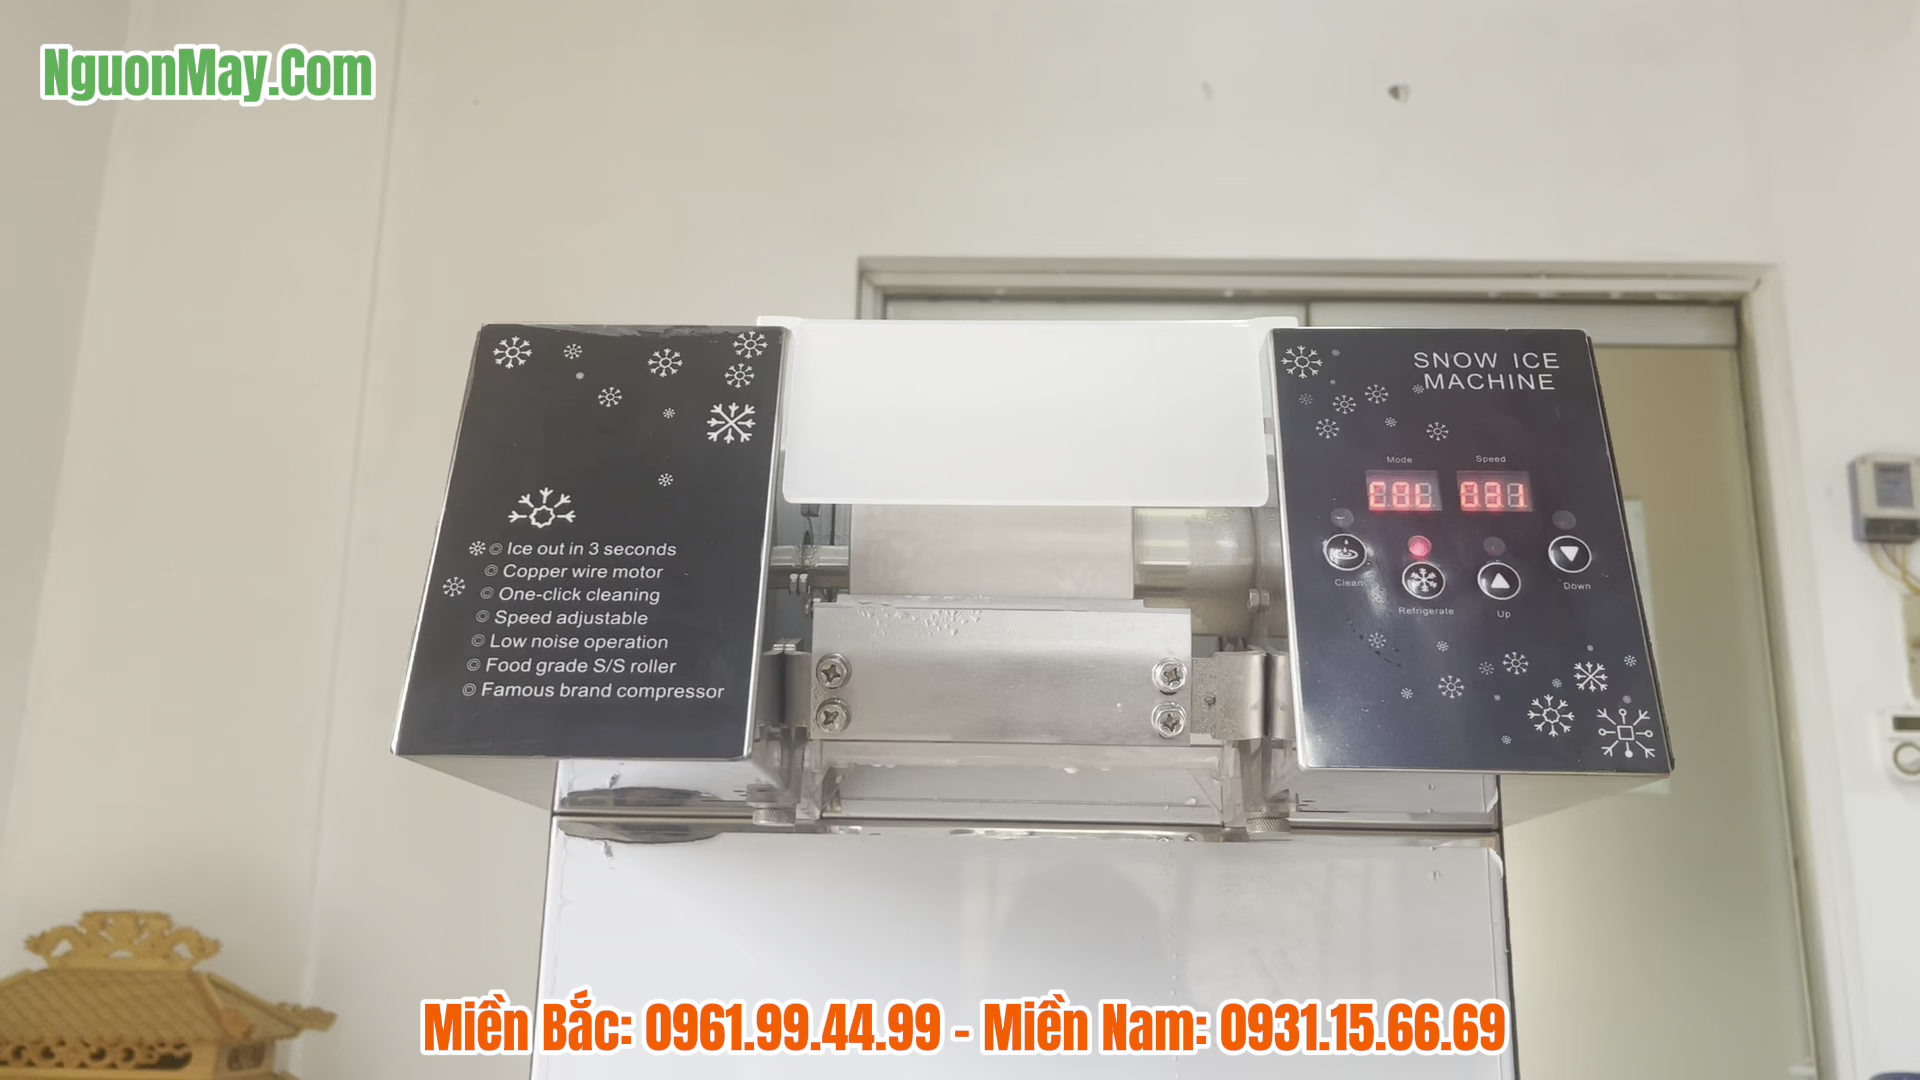 NguonMay.Com
SNOW ICE
MACHINE
Mode
Speed
031
Clean
Refrigerate
Up
Down
Ice out in 3 seconds
Copper wire motor
One-click cleaning
Speed adjustable
Low noise operation
Food grade S/S roller
Famous brand compressor
Miền Bắc: 0961.99.44.99 - Miền Nam: 0931.15.66.69